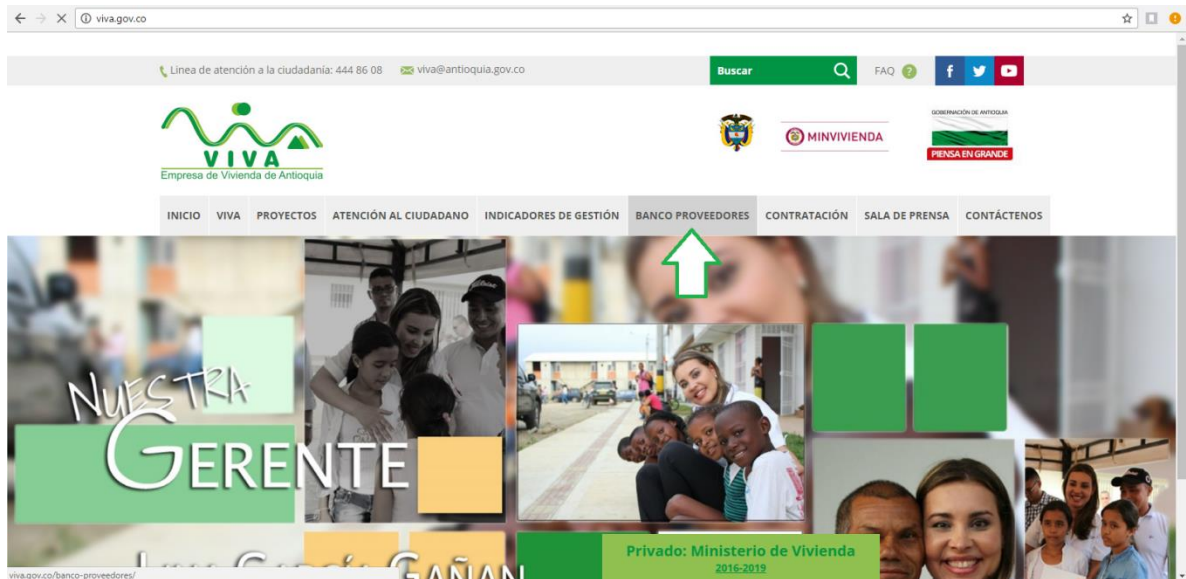 viva.gov.co
Linea de atención a la ciudadanía: 444 86 08
viva@antioquia.gov.co
Buscar
FAQ ?
VIVA
Empresa de Vivienda de Antioquia
MINVIVIENDA
GOBERNACIÓN DE ANTIOQUIA
PIENSA EN GRANDE
INICIO VIVA PROYECTOS ATENCIÓN AL CIUDADANO INDICADORES DE GESTIÓN BANCO PROVEEDORES CONTRATACIÓN SALA DE PRENSA CONTÁCTENOS
NUESTRA
GERENTE
GAÑAN
Privado: Ministerio de Vivienda
2016-2019
viva.gov.co/banco-proveedores/